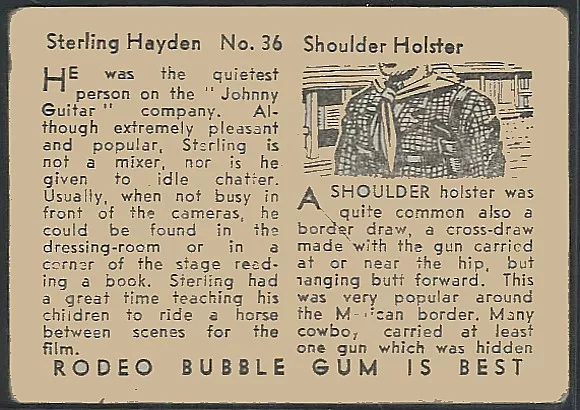 Sterling Hayden No. 36
HE was the quietest
person on the "Johnny
Guitar" company. Al-
though extremely pleasant
and popular, Sterling is
not a mixer, nor is he
given to idle chatter.
Usually, when not busy in
front of the cameras, he
could be found in the
dressing-room or in a
corner of the stage read-
ing a book. Sterling had
a great time teaching his
children to ride a horse
between scenes for the
film.
Shoulder Holster
A SHOULDER holster was
quite common also a
border draw, a cross-draw
made with the gun carried
at or near the hip, but
hanging butt forward. This
was very popular around
the border. Many
cowboy carried at least
one gun which was hidden
RODEO BUBBLE GUM IS BEST